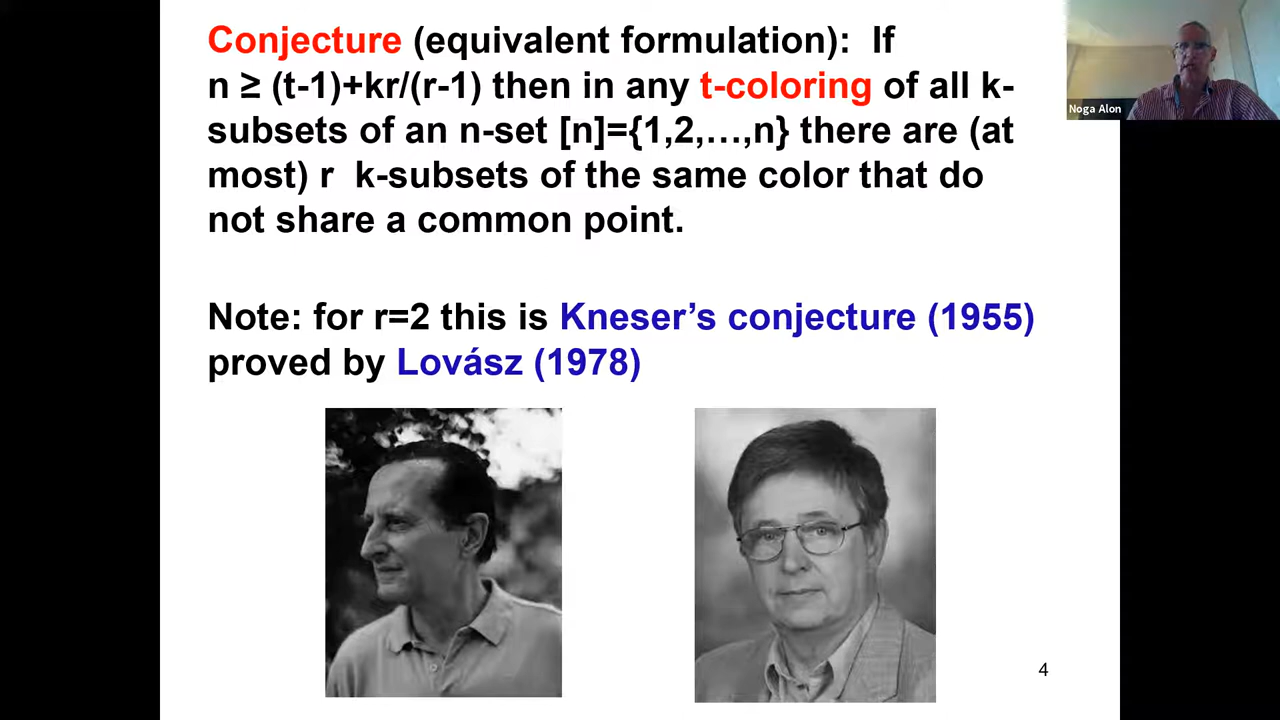 Conjecture (equivalent formulation):  If
n ≥ (t-1)+kr/(r-1) then in any t-coloring of all k-
subsets of an n-set [n]={1,2,…,n} there are (at
most) r  k-subsets of the same color that do
not share a common point.
Note: for r=2 this is Kneser’s conjecture (1955)
proved by Lovász (1978)
4
Noga Alon